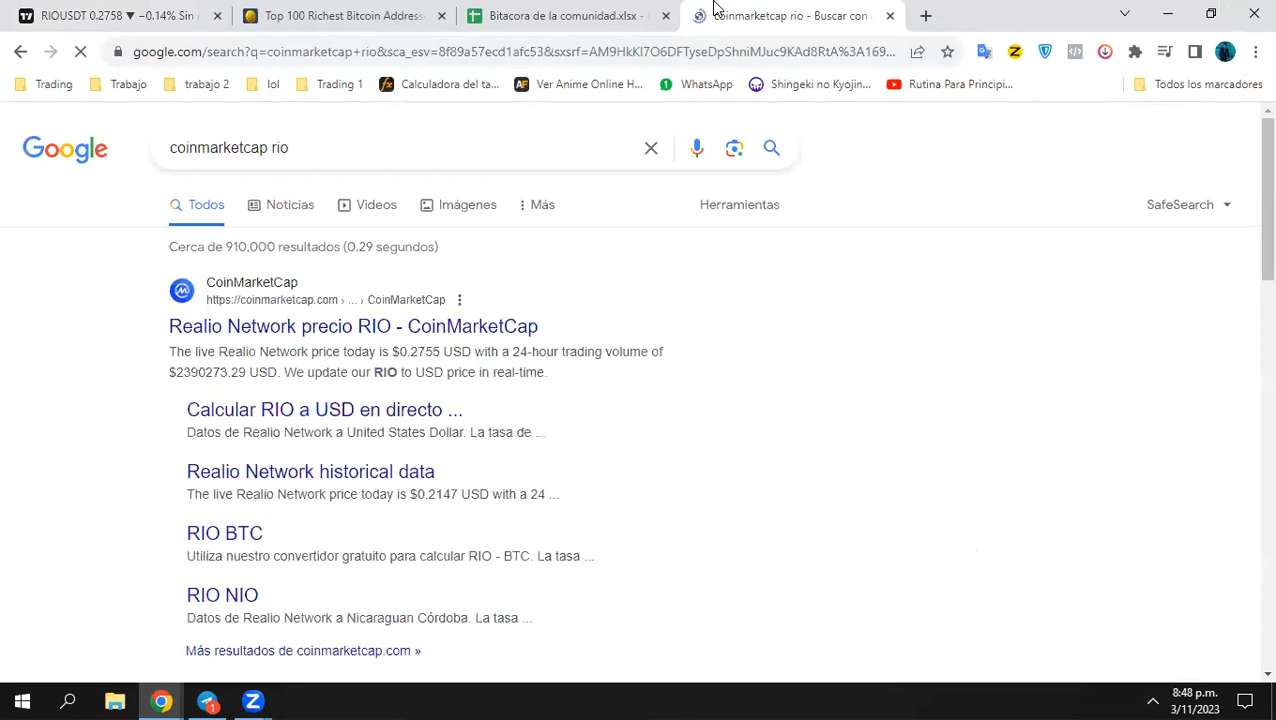 RIOUSDT 0.2758 ▼ −0.14% Sin
Top 100 Richest Bitcoin Address
Bitacora de la comunidad.xlsx -
coinmarketcap rio - Buscar con
google.com/search?q=coinmarketcap+rio&sca_esv=8f89a57ecd1afc53&sxsrf=AM9HkKl7O6DFTyseDpShniMJuc9KAd8RtA%3A169...
Trading
Trabajo
trabajo 2
lol
Trading 1
Calculadora del ta...
Ver Anime Online H...
WhatsApp
Shingeki no Kyojin...
Rutina Para Principi...
Todos los marcadores
Google
coinmarketcap rio
Todos
Noticias
Videos
Imágenes
Más
Herramientas
SafeSearch
Cerca de 910,000 resultados (0.29 segundos)
CoinMarketCap
https://coinmarketcap.com › ... › CoinMarketCap
Realio Network precio RIO - CoinMarketCap
The live Realio Network price today is $0.2755 USD with a 24-hour trading volume of
$2390273.29 USD. We update our RIO to USD price in real-time.
Calcular RIO a USD en directo ...
Datos de Realio Network a United States Dollar. La tasa de ...
Realio Network historical data
The live Realio Network price today is $0.2147 USD with a 24 ...
RIO BTC
Utiliza nuestro convertidor gratuito para calcular RIO - BTC. La tasa ...
RIO NIO
Datos de Realio Network a Nicaraguan Córdoba. La tasa ...
Más resultados de coinmarketcap.com »
1
8:48 p.m.
3/11/2023